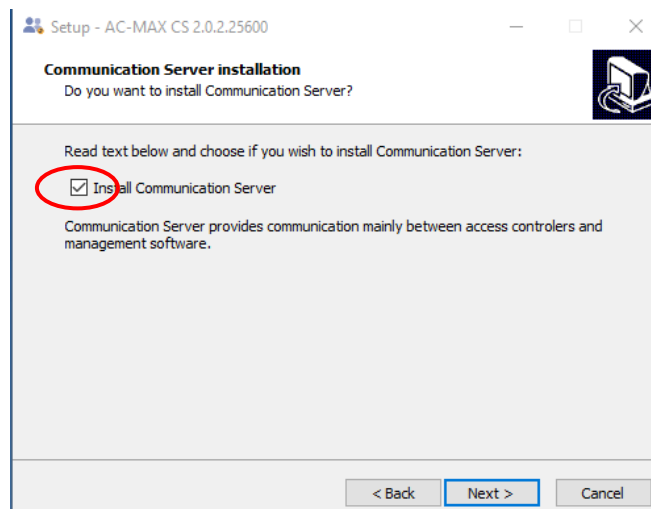 Setup - AC-MAX CS 2.0.2.25600
Communication Server installation
Do you want to install Communication Server?
Read text below and choose if you wish to install Communication Server:
Install Communication Server
Communication Server provides communication mainly between access controlers and
management software.
< Back
Next >
Cancel